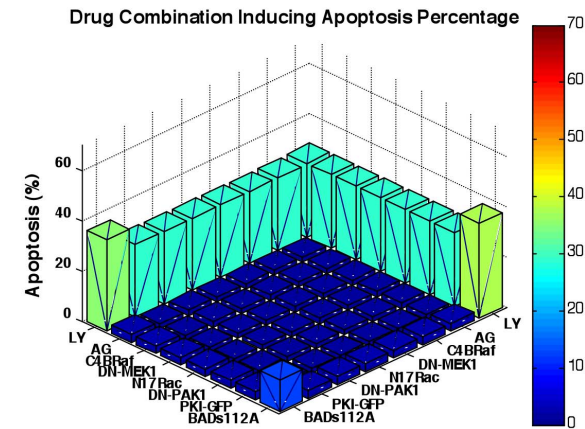 Drug Combination Inducing Apoptosis Percentage
Apoptosis (%)
60
40
20
0
LY
AG
C4BRaf
DN-MEK1
N17Rac
DN-PAK1
PKI-GFP
BADs112A
LY
AG
C4BRaf
DN-MEK1
N17Rac
DN-PAK1
PKI-GFP
BADs112A
70
60
50
40
30
20
10
0